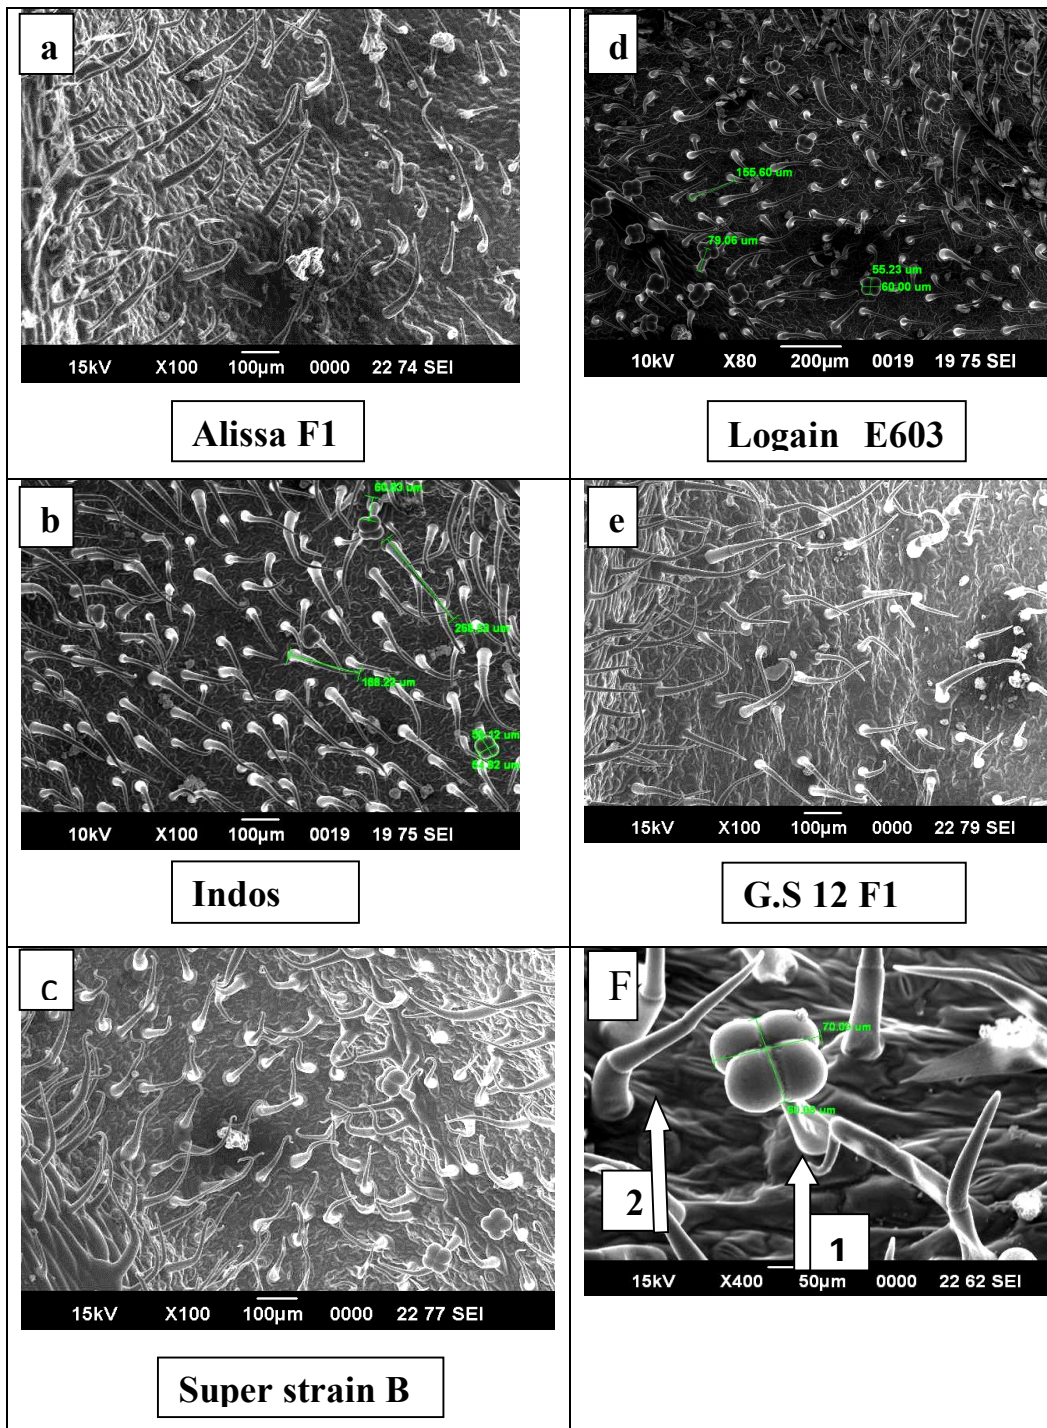 a
15kV X100 100µm 0000 22 74 SEI
Alissa F1
d
155.60 um
79.06 um
55.23 um
60.00 um
10kV X80 200µm 0019 19 75 SEI
Logain E603
b
10kV X100 100µm 0019 19 75 SEI
Indos
e
15kV X100 100µm 0000 22 79 SEI
G.S 12 F1
c
15kV X100 100µm 0000 22 77 SEI
Super strain B
F
2
1
15kV X400 50µm 0000 22 62 SEI